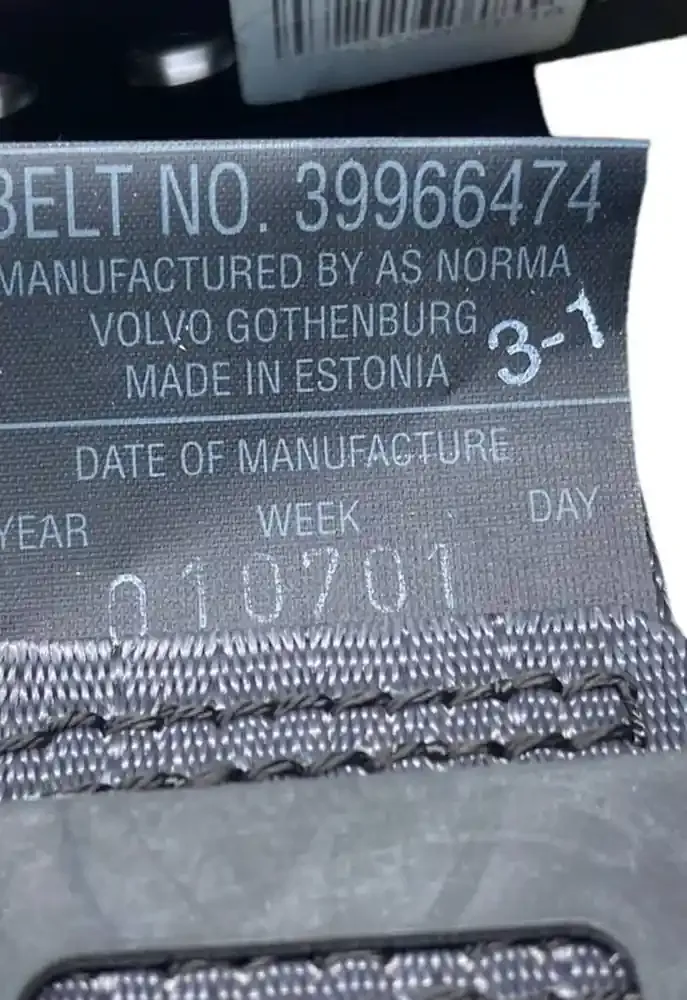 BELT NO. 39966474
MANUFACTURED BY AS NORMA
VOLVO GOTHENBURG
MADE IN ESTONIA
3-1
DATE OF MANUFACTURE
YEAR WEEK DAY
010701